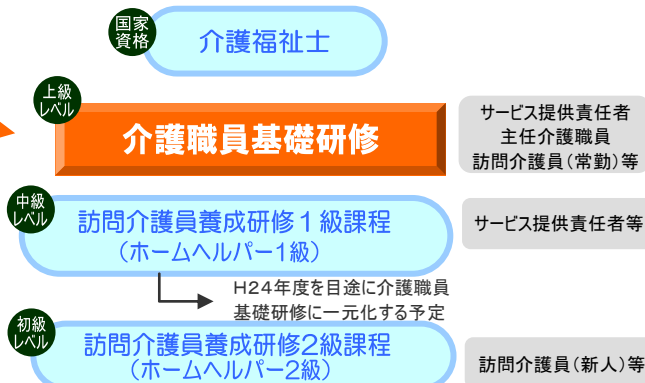 国家
資格
介護福祉士
上級
レベル
介護職員基礎研修
サービス提供責任者
主任介護職員
訪問介護員(常勤)等
中級
レベル
訪問介護員養成研修1級課程
(ホームヘルパー1級)
サービス提供責任者等
H24年度を目途に介護職員
基礎研修に一元化する予定
初級
レベル
訪問介護員養成研修2級課程
(ホームヘルパー2級)
訪問介護員(新人)等